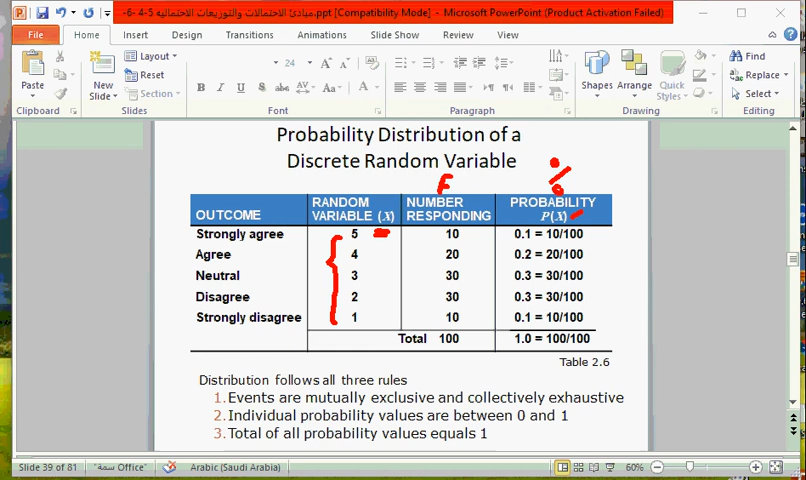 مبادئ الاحتمالات والتوزيعات الاحتمالية 5-4 -6-.ppt [Compatibility Mode] - Microsoft PowerPoint (Product Activation Failed)
File Home Insert Design Transitions Animations Slide Show Review View
Paste
Clipboard
New Slide
Layout
Reset
Section
Slides
24
B I U S abc AV Aa A
Font
Paragraph
Shapes Arrange Quick Styles
Drawing
Find
Replace
Select
Editing
Probability Distribution of a
Discrete Random Variable
F
%
OUTCOME
RANDOM VARIABLE (X)
NUMBER RESPONDING
PROBABILITY P(X)
Strongly agree 5 10 0.1 = 10/100
Agree 4 20 0.2 = 20/100
Neutral 3 30 0.3 = 30/100
Disagree 2 30 0.3 = 30/100
Strongly disagree 1 10 0.1 = 10/100
Total 100 1.0 = 100/100
Table 2.6
Distribution follows all three rules
1. Events are mutually exclusive and collectively exhaustive
2. Individual probability values are between 0 and 1
3. Total of all probability values equals 1
Slide 39 of 81 "سمة Office" Arabic (Saudi Arabia) 60%